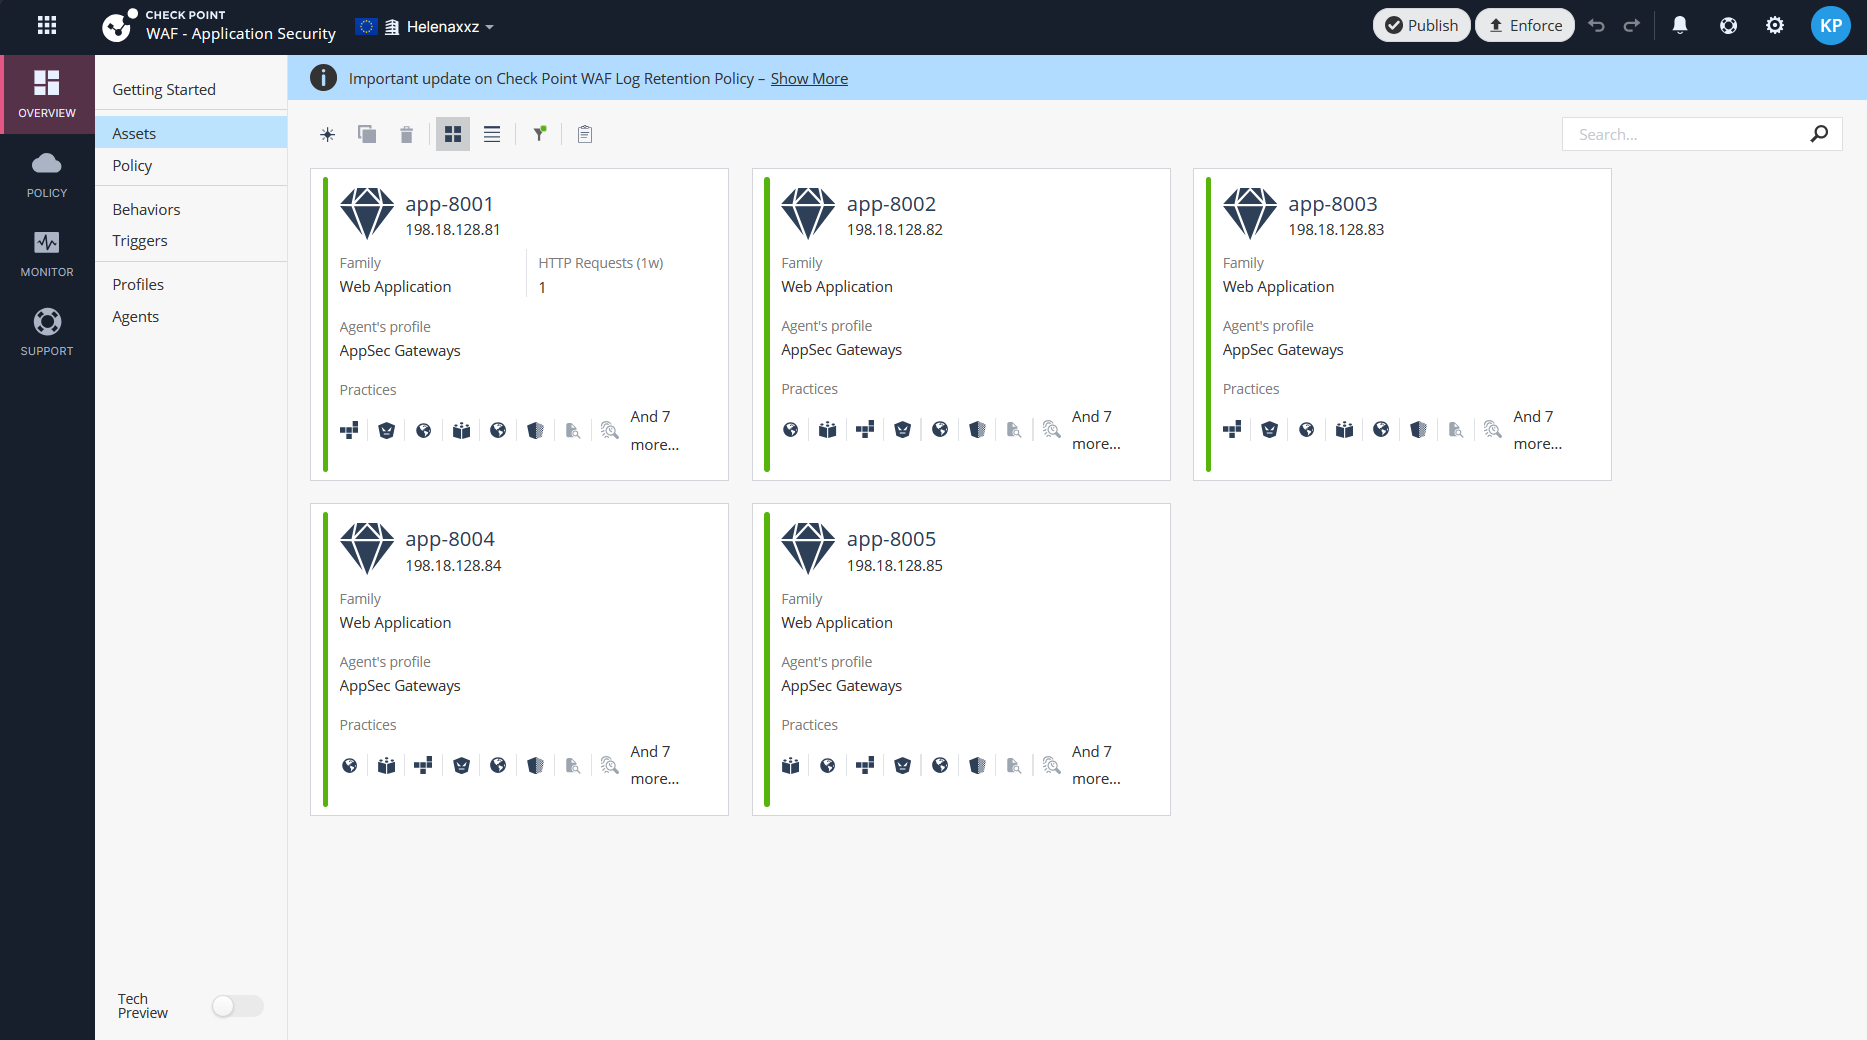 CHECK POINT
WAF - Application Security
Helenaxxz
Publish
Enforce
KP
OVERVIEW
POLICY
MONITOR
SUPPORT
Getting Started
Assets
Policy
Behaviors
Triggers
Profiles
Agents
Tech
Preview
Important update on Check Point WAF Log Retention Policy – Show More
Search...
app-8001
198.18.128.81
Family
Web Application
HTTP Requests (1w)
1
Agent's profile
AppSec Gateways
Practices
And 7
more...
app-8002
198.18.128.82
Family
Web Application
Agent's profile
AppSec Gateways
Practices
And 7
more...
app-8003
198.18.128.83
Family
Web Application
Agent's profile
AppSec Gateways
Practices
And 7
more...
app-8004
198.18.128.84
Family
Web Application
Agent's profile
AppSec Gateways
Practices
And 7
more...
app-8005
198.18.128.85
Family
Web Application
Agent's profile
AppSec Gateways
Practices
And 7
more...